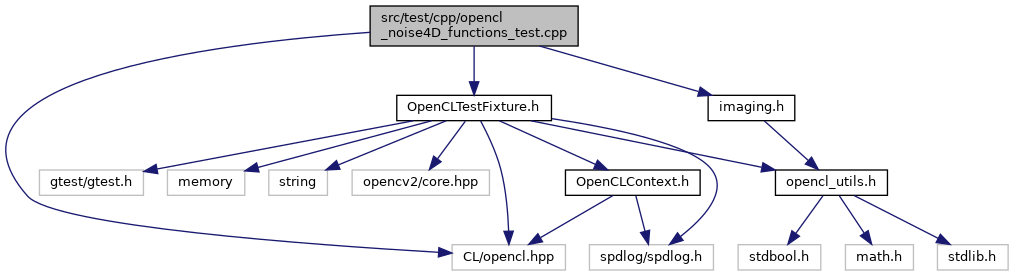 src/test/cpp/opencl
_noise4D_functions_test.cpp
OpenCLTestFixture.h
imaging.h
gtest/gtest.h
memory
string
opencv2/core.hpp
OpenCLContext.h
opencl_utils.h
CL/opencl.hpp
spdlog/spdlog.h
stdbool.h
math.h
stdlib.h